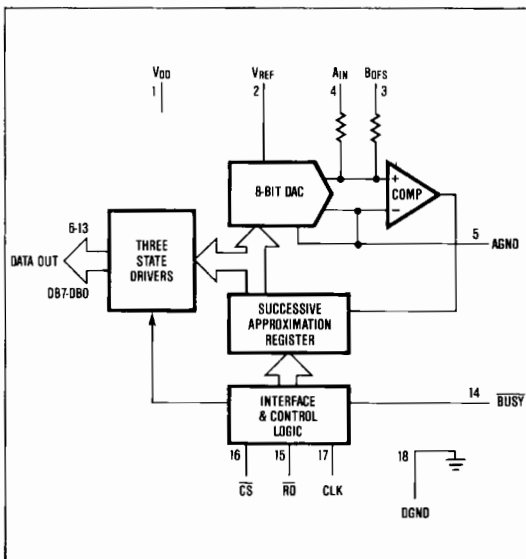 VDD
1
VREF
2
AIN
4
BOFS
3
8-BIT DAC
+
−
COMP
5
AGND
6-13
DATA OUT
DB7-DB0
THREE
STATE
DRIVERS
SUCCESSIVE
APPROXIMATION
REGISTER
INTERFACE
& CONTROL
LOGIC
14
BUSY
16
15
17
CS
RD
CLK
18
DGND